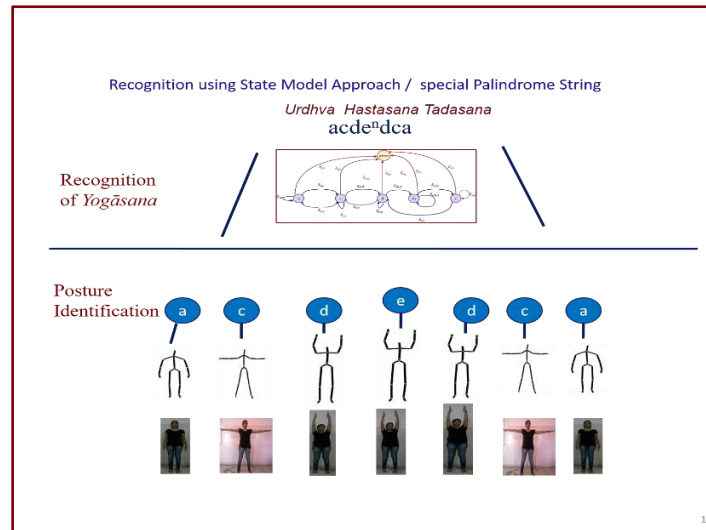 Recognition using State Model Approach / special Palindrome String
Urdhva Hastasana Tadasana
acdeⁿdca
Recognition
of Yogāsana
Posture
Identification
a c d e d c a
1